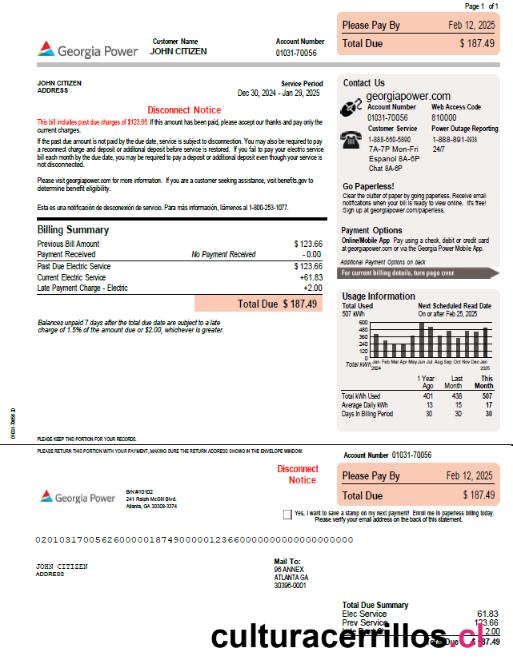 Page 1 of 1
Please Pay By Feb 12, 2025
Total Due $ 187.49
Georgia Power
Customer Name
JOHN CITIZEN
Account Number
01031-70056
JOHN CITIZEN
ADDRESS
Service Period
Dec 30, 2024 - Jan 29, 2025
Disconnect Notice
This bill includes past due charges of $123.66. If this amount has been paid, please accept our thanks and pay only the
current charges.
If the past due amount is not paid by the due date, service is subject to disconnection. You may also be required to pay
a reconnect charge and deposit or additional deposit before service is restored. If you fail to pay your electric service
bill each month by the due date, you may be required to pay a deposit or additional deposit even though your service is
not disconnected.
Please visit georgiapower.com for more information. If you are a customer seeking assistance, visit benefits.gov to
determine benefit eligibility.
Esta es una notificación de desconexión de servicio. Para más información, llámenos al 1-800-253-1077.
Billing Summary
Previous Bill Amount $ 123.66
Payment Received No Payment Received - 0.00
Past Due Electric Service $ 123.66
Current Electric Service +61.83
Late Payment Charge - Electric +2.00
Total Due $ 187.49
Balances unpaid 7 days after the total due date are subject to a late
charge of 1.5% of the amount due or $2.00, whichever is greater.
Contact Us
georgiapower.com
Account Number Web Access Code
01031-70056 810000
Customer Service Power Outage Reporting
1-888-660-5890 1-888-891-0938
7A-7P Mon-Fri 24/7
Espanol 8A-6P
Chat 8A-6P
Go Paperless!
Clear the clutter of paper by going paperless. Receive email
notifications when your bill is ready to view online. It's free!
Sign up at georgiapower.com/paperless.
Payment Options
Online/Mobile App Pay using a check, debit or credit card
at georgiapower.com or via the Georgia Power Mobile App.
Additional Payment Options on back
For current billing details, turn page over
Usage Information
Total Used Next Scheduled Read Date
507 kWh On or after Feb 25, 2025
600
480
360
240
120
0
Total kWh
Jan Feb Mar Apr May Jun Jul Aug Sep Oct Nov Dec Jan
2024 2025
1 Year Last This
Ago Month Month
Total kWh Used 401 438 507
Average Daily kWh 13 15 17
Days In Billing Period 30 30 30
PLEASE KEEP THIS PORTION FOR YOUR RECORDS.
PLEASE RETURN THIS PORTION WITH YOUR PAYMENT, MAKING SURE THE RETURN ADDRESS SHOWS IN THE ENVELOPE WINDOW.
Disconnect
Notice
Account Number 01031-70056
Please Pay By Feb 12, 2025
Total Due $ 187.49
Georgia Power
241 Ralph McGill Blvd.
Atlanta, GA 30308-3374
Yes, I want to save a stamp on my next payment! Enrol me in paperless billing today.
Please verify your email address on the back of this statement.
JOHN CITIZEN
ADDRESS
Mail To:
96 ANNEX
ATLANTA GA
30396-0001
Total Due Summary
Elec Service 61.83
Prev Service 123.66
2.00
Total Due $ 187.49
culturacerrillos.cl